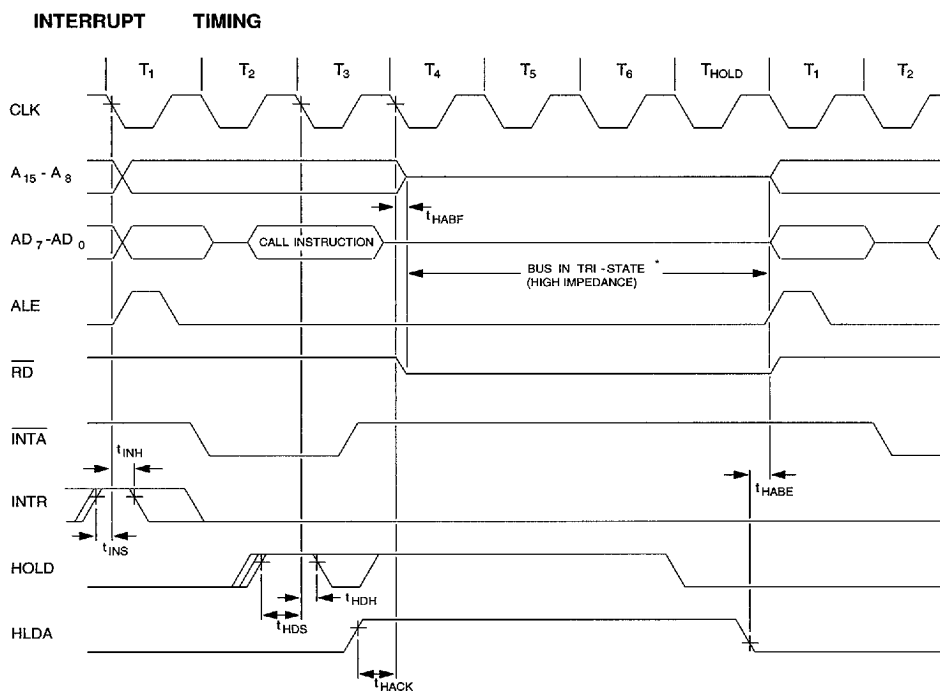 INTERRUPT TIMING
T1 T2 T3 T4 T5 T6 THOLD T1 T2
CLK
A15 - A8
tHABF
AD7 -AD0
CALL INSTRUCTION
BUS IN TRI -STATE *
(HIGH IMPEDANCE)
ALE
RD
INTA
tINH
tHABE
INTR
tINS
HOLD
tHDH
tHDS
HLDA
tHACK